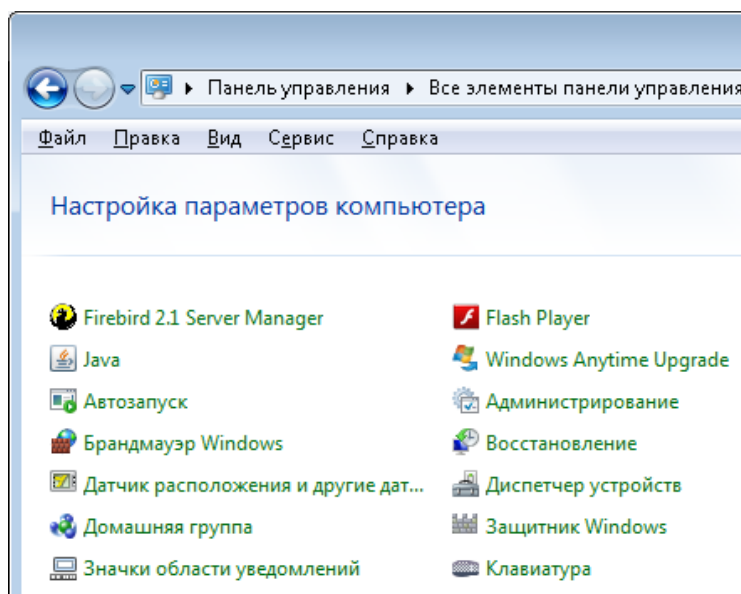 Панель управления Все элементы панели управления
Файл Правка Вид Сервис Справка
Настройка параметров компьютера
Firebird 2.1 Server Manager Flash Player
Java Windows Anytime Upgrade
Автозапуск Администрирование
Брандмауэр Windows Восстановление
Датчик расположения и другие дат... Диспетчер устройств
Домашняя группа Защитник Windows
Значки области уведомлений Клавиатура